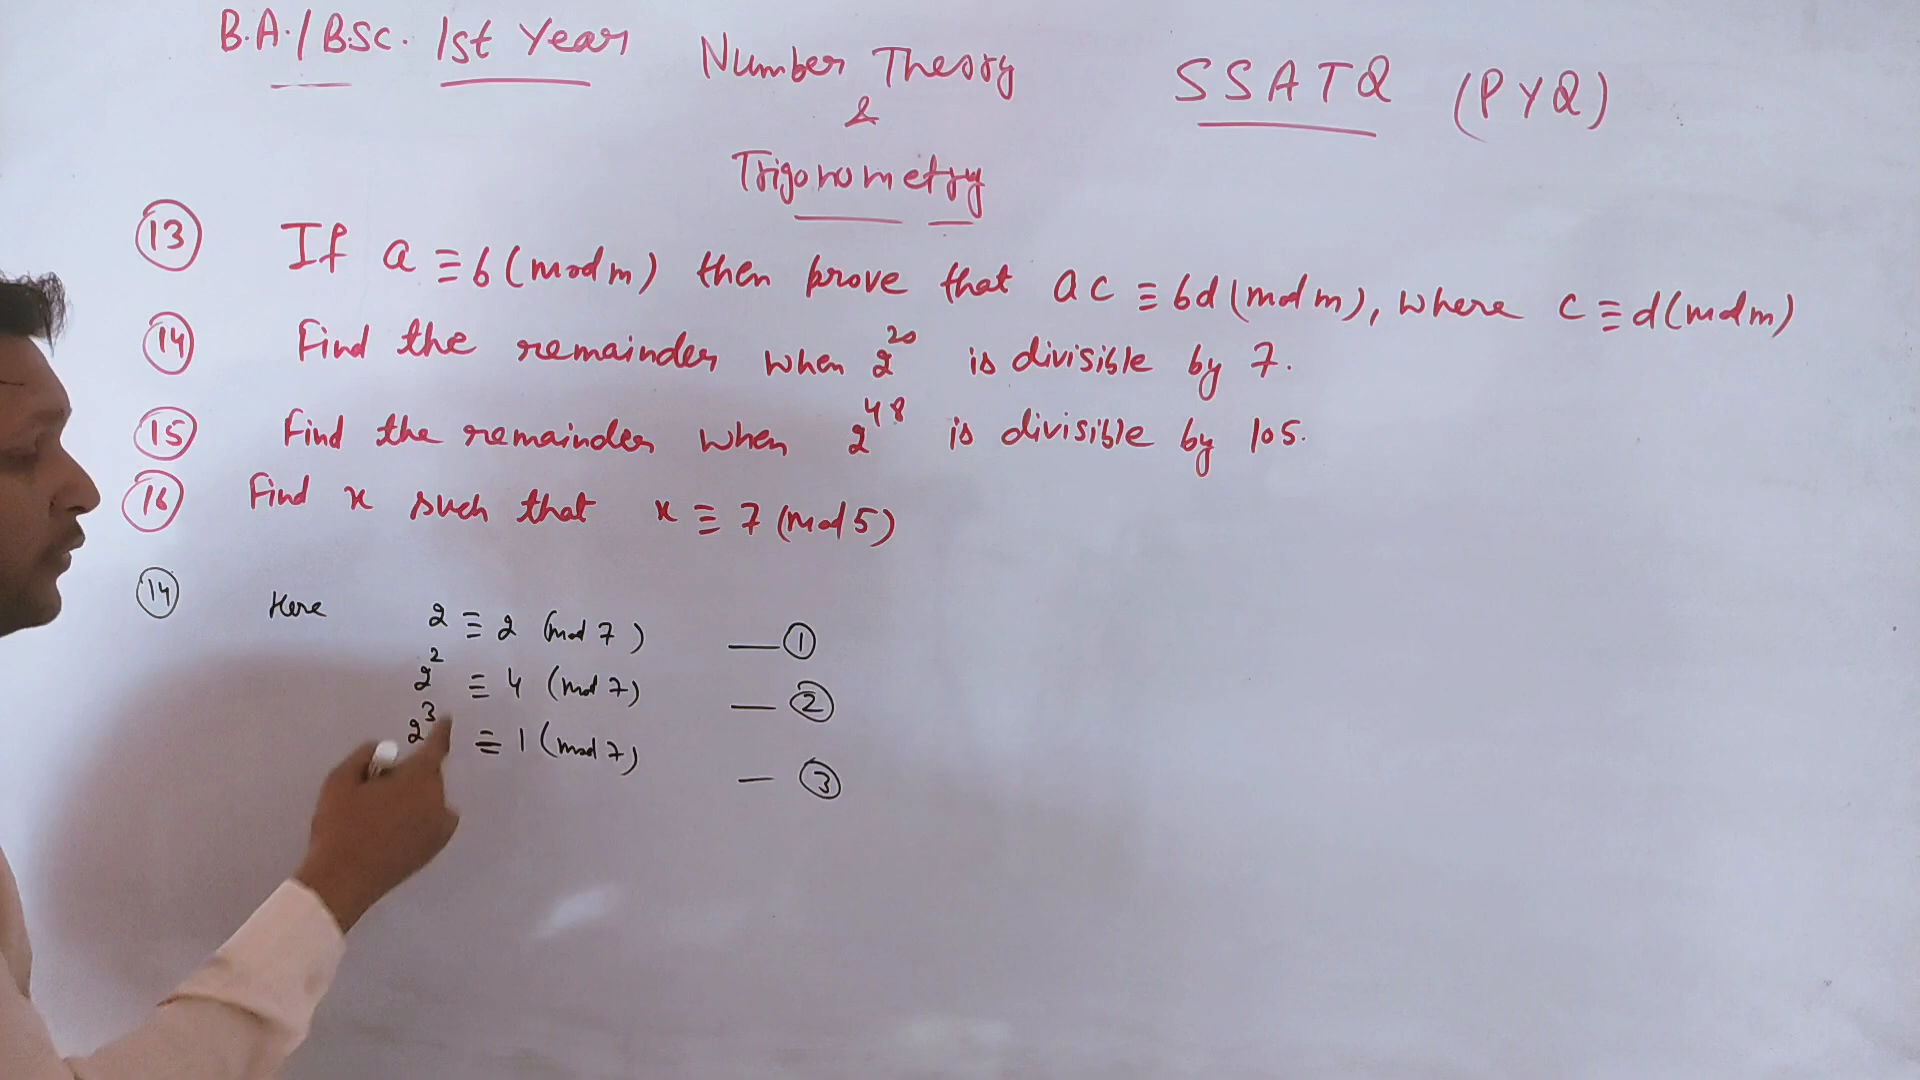 B.A./B.Sc. 1st Year
Number Theory
&
Trigonometry
SSATQ (PYQ)
(13) If a ≡ b (mod m) then prove that ac ≡ bd (mod m), where c ≡ d (mod m)
(14) Find the remainder when 2^20 is divisible by 7.
(15) Find the remainder when 2^48 is divisible by 105.
(16) Find x such that x ≡ 7 (mod 5)
(14) Here 2 ≡ 2 (mod 7) — (1)
2^2 ≡ 4 (mod 7) — (2)
2^3 ≡ 1 (mod 7) — (3)